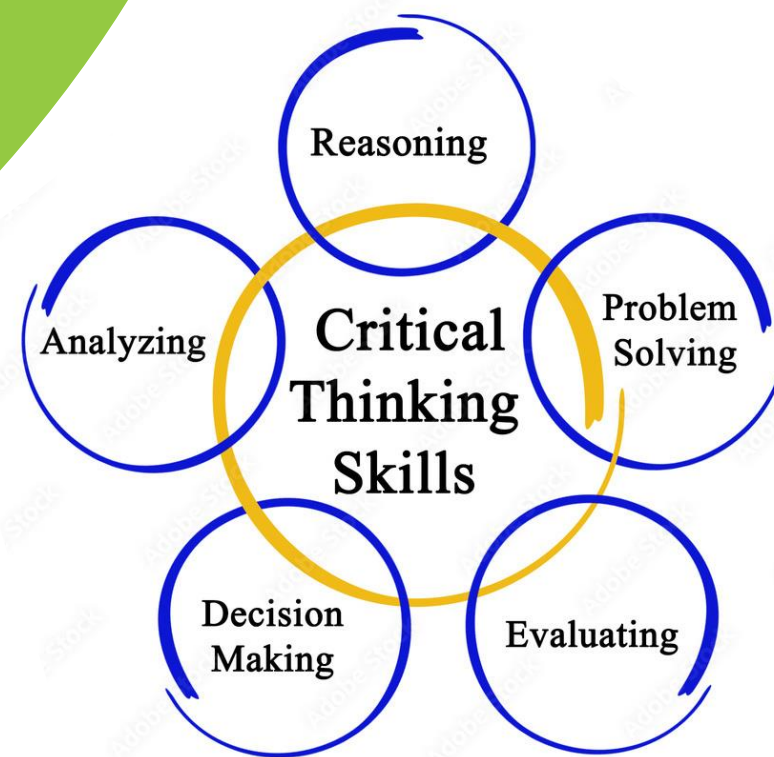 Reasoning
Analyzing
Critical
Thinking
Skills
Problem
Solving
Decision
Making
Evaluating